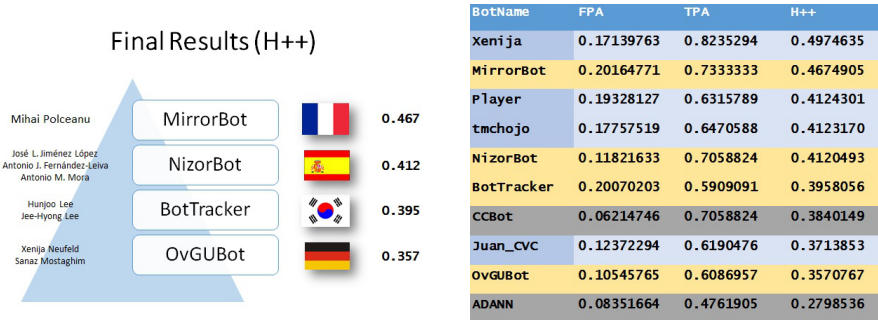 Final Results (H++)
Mihai Polceanu
MirrorBot
0.467
José L. Jiménez López
Antonio J. Fernández-Leiva
Antonio M. Mora
NizorBot
0.412
Hunjoo Lee
Jee-Hyong Lee
BotTracker
0.395
Xenija Neufeld
Sanaz Mostaghim
OvGUBot
0.357
BotName FPA TPA H++
Xenija 0.17139763 0.8235294 0.4974635
MirrorBot 0.20164771 0.7333333 0.4674905
Player 0.19328127 0.6315789 0.4124301
tmchojo 0.17757519 0.6470588 0.4123170
NizorBot 0.11821633 0.7058824 0.4120493
BotTracker 0.20070203 0.5909091 0.3958056
CCBot 0.06214746 0.7058824 0.3840149
Juan_CVC 0.12372294 0.6190476 0.3713853
OvGUBot 0.10545765 0.6086957 0.3570767
ADANN 0.08351664 0.4761905 0.2798536